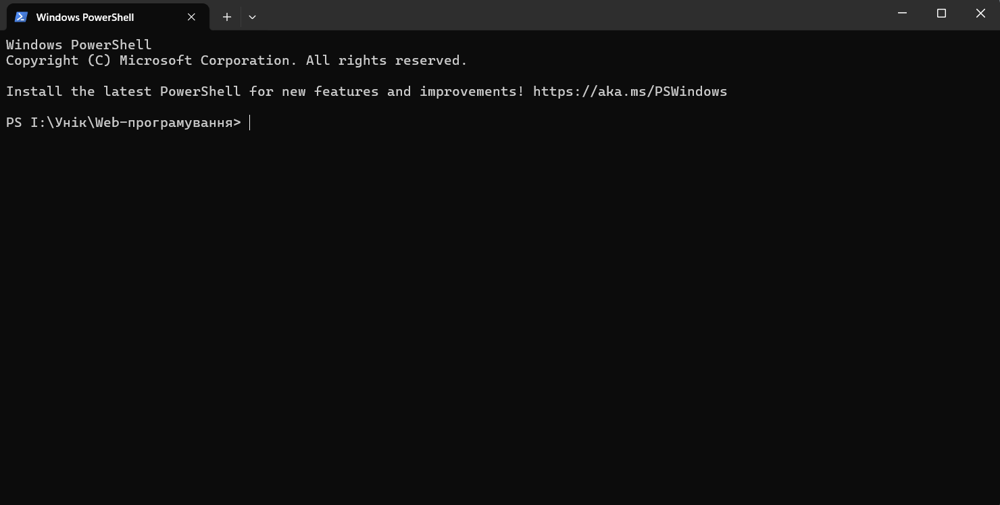 Windows PowerShell
Windows PowerShell
Copyright (C) Microsoft Corporation. All rights reserved.
Install the latest PowerShell for new features and improvements! https://aka.ms/PSWindows
PS I:\Унік\Web-програмування>